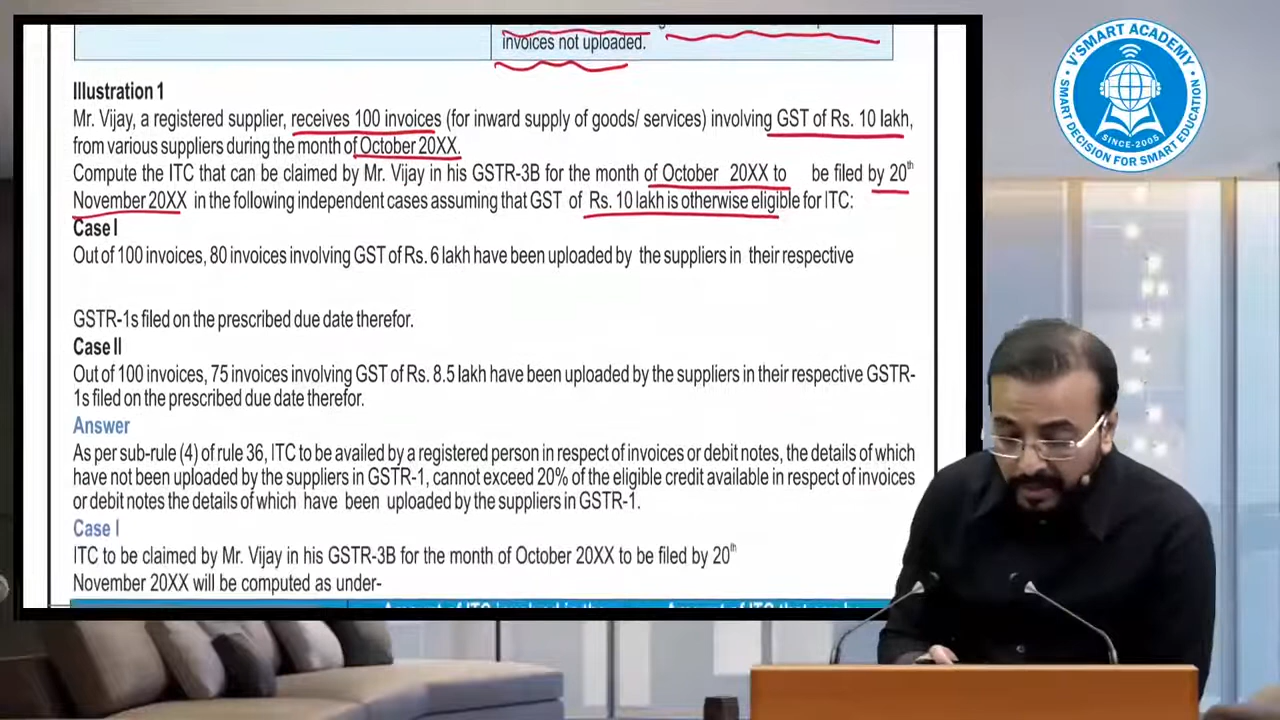 invoices not uploaded.
Illustration 1
Mr. Vijay, a registered supplier, receives 100 invoices (for inward supply of goods/ services) involving GST of Rs. 10 lakh,
from various suppliers during the month of October 20XX.
Compute the ITC that can be claimed by Mr. Vijay in his GSTR-3B for the month of October 20XX to be filed by 20th
November 20XX in the following independent cases assuming that GST of Rs. 10 lakh is otherwise eligible for ITC:
Case I
Out of 100 invoices, 80 invoices involving GST of Rs. 6 lakh have been uploaded by the suppliers in their respective
GSTR-1s filed on the prescribed due date therefor.
Case II
Out of 100 invoices, 75 invoices involving GST of Rs. 8.5 lakh have been uploaded by the suppliers in their respective GSTR-
1s filed on the prescribed due date therefor.
Answer
As per sub-rule (4) of rule 36, ITC to be availed by a registered person in respect of invoices or debit notes, the details of which
have not been uploaded by the suppliers in GSTR-1, cannot exceed 20% of the eligible credit available in respect of invoices
or debit notes the details of which have been uploaded by the suppliers in GSTR-1.
Case I
ITC to be claimed by Mr. Vijay in his GSTR-3B for the month of October 20XX to be filed by 20th
November 20XX will be computed as under-
V'SMART ACADEMY
SINCE-2005
SMART DECISION FOR SMART EDUCATION